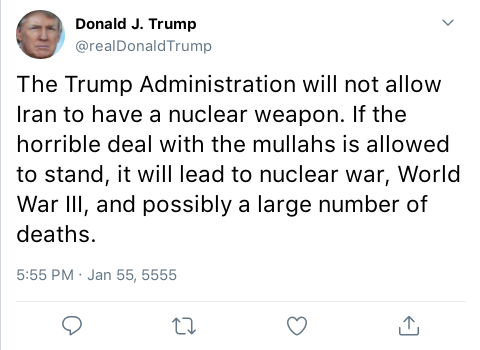 Donald J. Trump
@realDonaldTrump
The Trump Administration will not allow
Iran to have a nuclear weapon. If the
horrible deal with the mullahs is allowed
to stand, it will lead to nuclear war, World
War III, and possibly a large number of
deaths.
5:55 PM · Jan 55, 5555